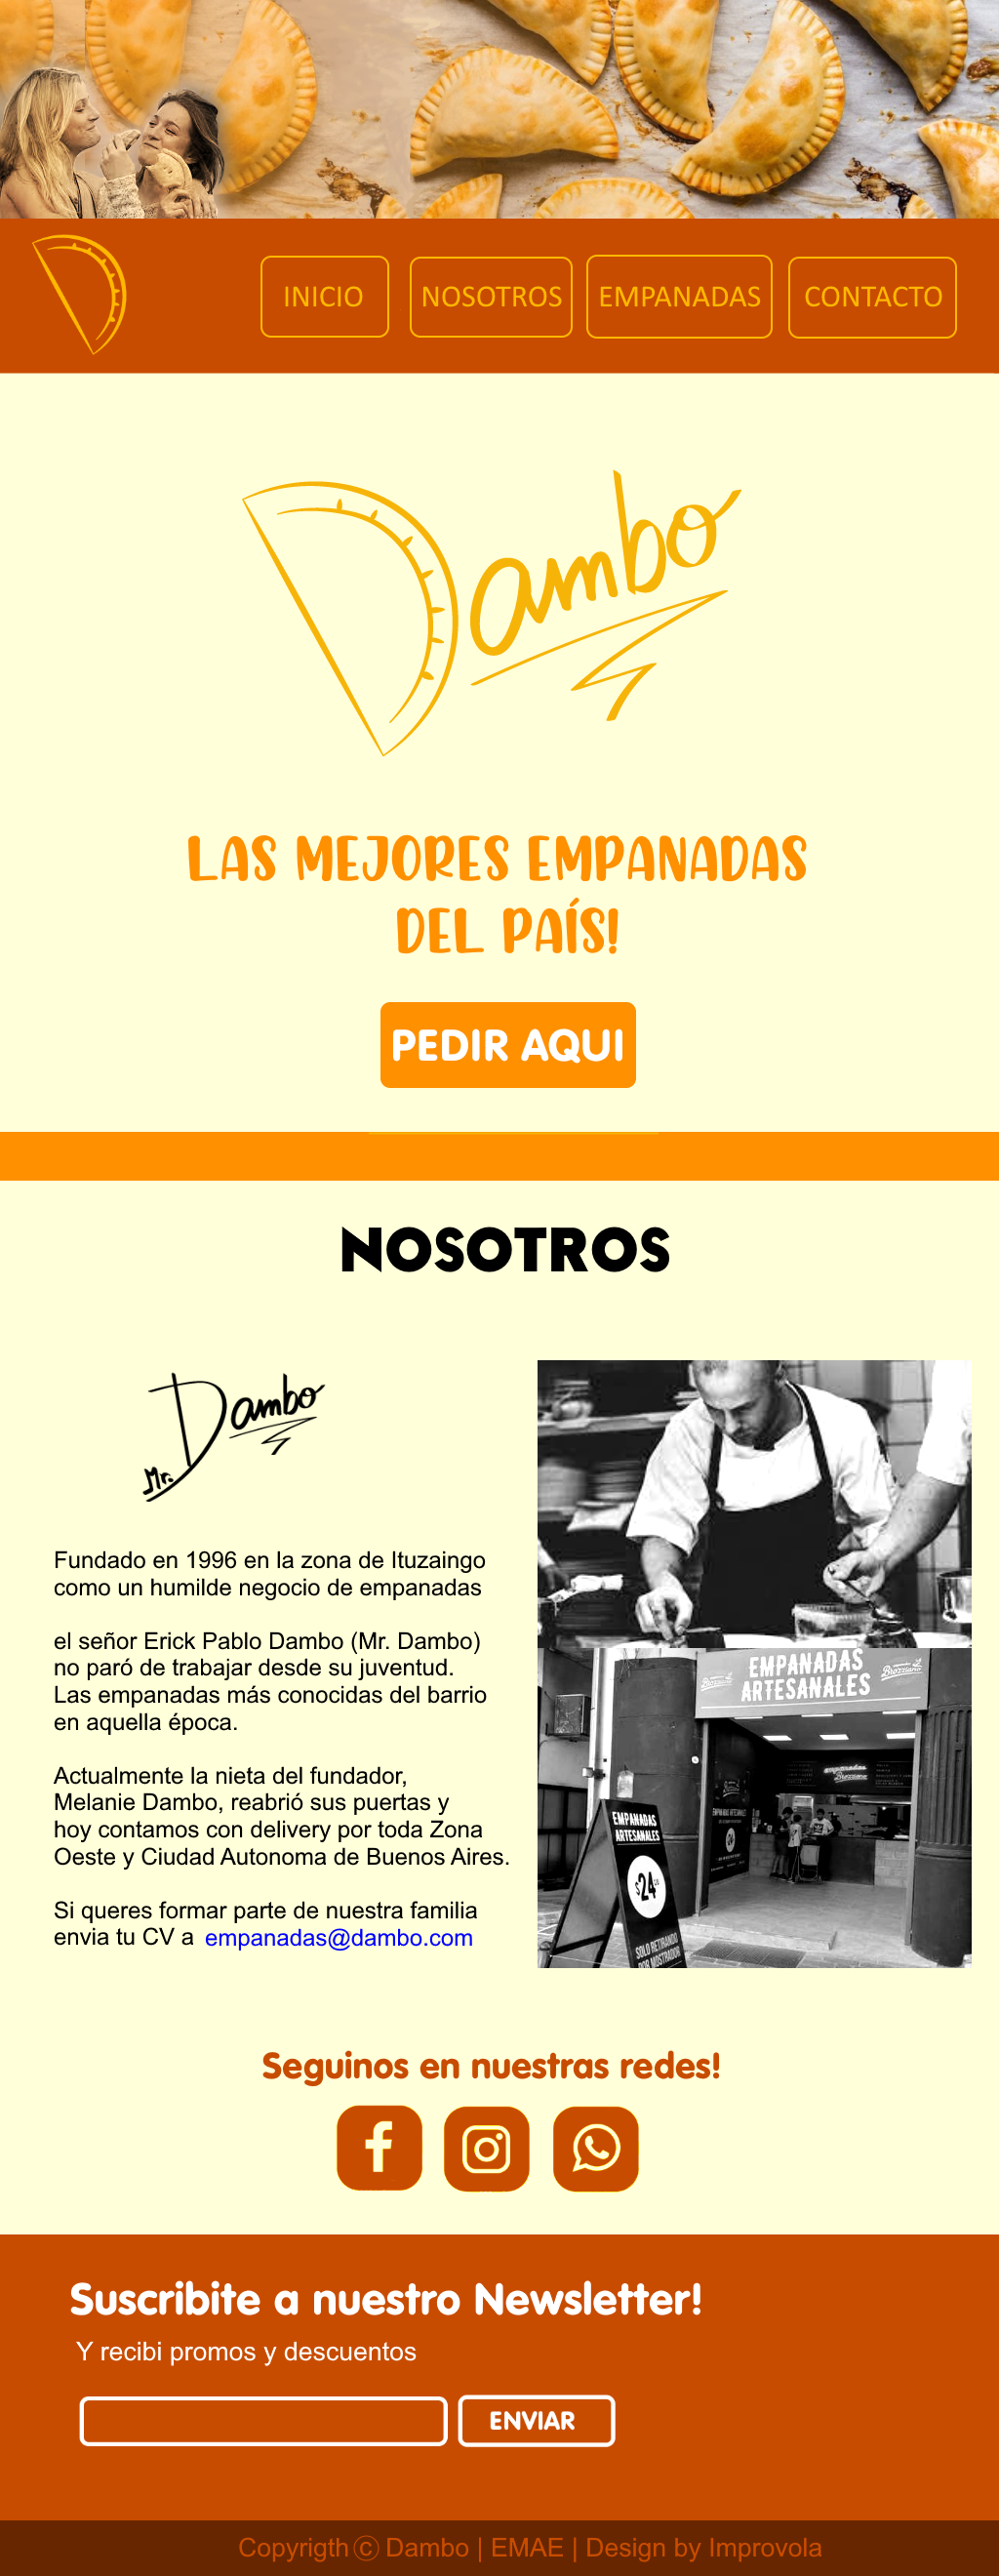 INICIO NOSOTROS EMPANADAS CONTACTO
Dambo
LAS MEJORES EMPANADAS
DEL PAÍS!
PEDIR AQUI
NOSOTROS
Mr. Dambo
Fundado en 1996 en la zona de Ituzaingo
como un humilde negocio de empanadas
el señor Erick Pablo Dambo (Mr. Dambo)
no paró de trabajar desde su juventud.
Las empanadas más conocidas del barrio
en aquella época.
Actualmente la nieta del fundador,
Melanie Dambo, reabrió sus puertas y
hoy contamos con delivery por toda Zona
Oeste y Ciudad Autonoma de Buenos Aires.
Si queres formar parte de nuestra familia
envia tu CV a empanadas@dambo.com
EMPANADAS
ARTESANALES
EMPANADAS
ARTESANALES
$24
SOLO RETIRANDO
POR MOSTRADOR
Seguinos en nuestras redes!
Suscribite a nuestro Newsletter!
Y recibi promos y descuentos
ENVIAR
Copyrigth © Dambo | EMAE | Design by Improvola